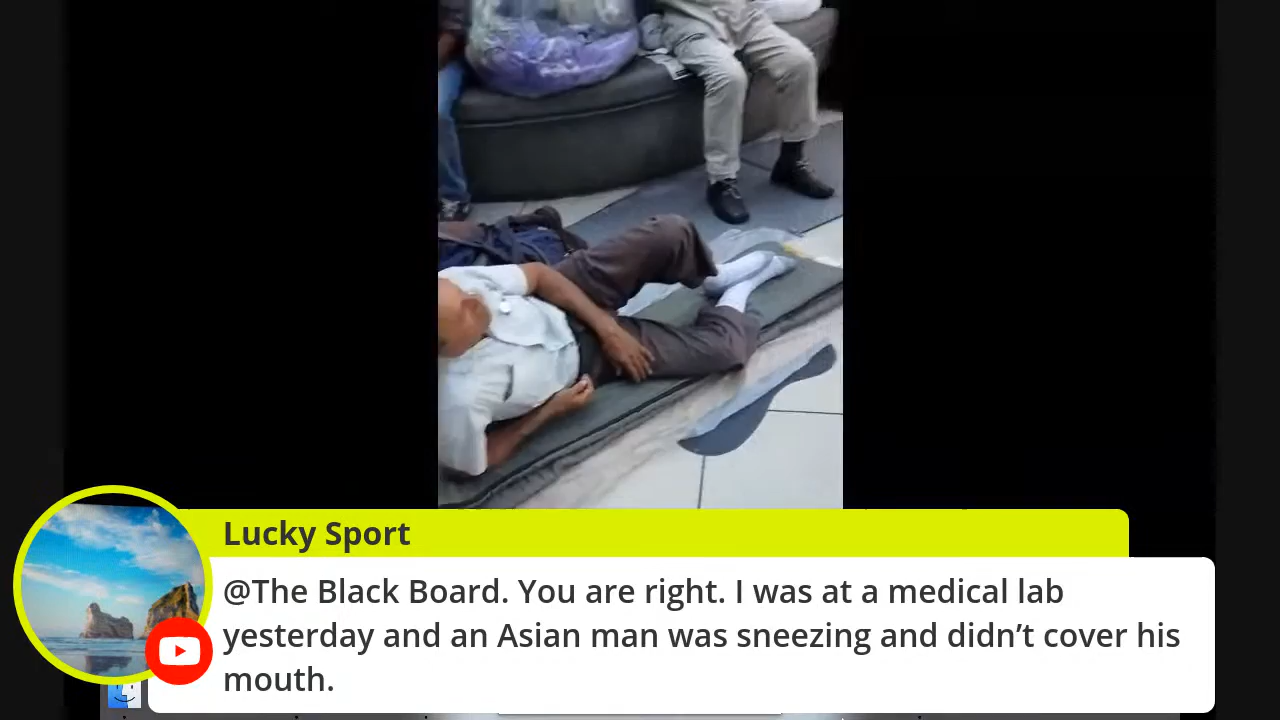 Lucky Sport
@The Black Board. You are right. I was at a medical lab
yesterday and an Asian man was sneezing and didn’t cover his
mouth.